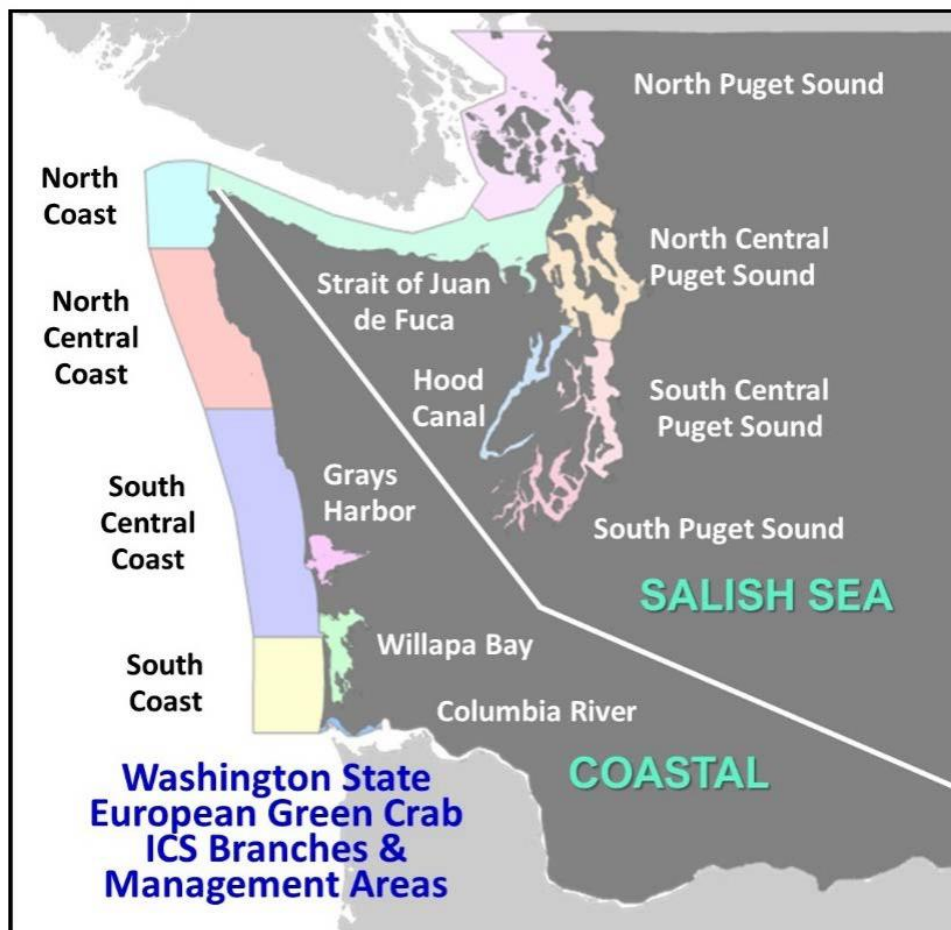 North Puget Sound
North
Coast
North Central
Puget Sound
Strait of Juan
de Fuca
North
Central
Coast
Hood
Canal
South Central
Puget Sound
Grays
Harbor
South
Central
Coast
South Puget Sound
SALISH SEA
Willapa Bay
South
Coast
Columbia River
COASTAL
Washington State
European Green Crab
ICS Branches &
Management Areas